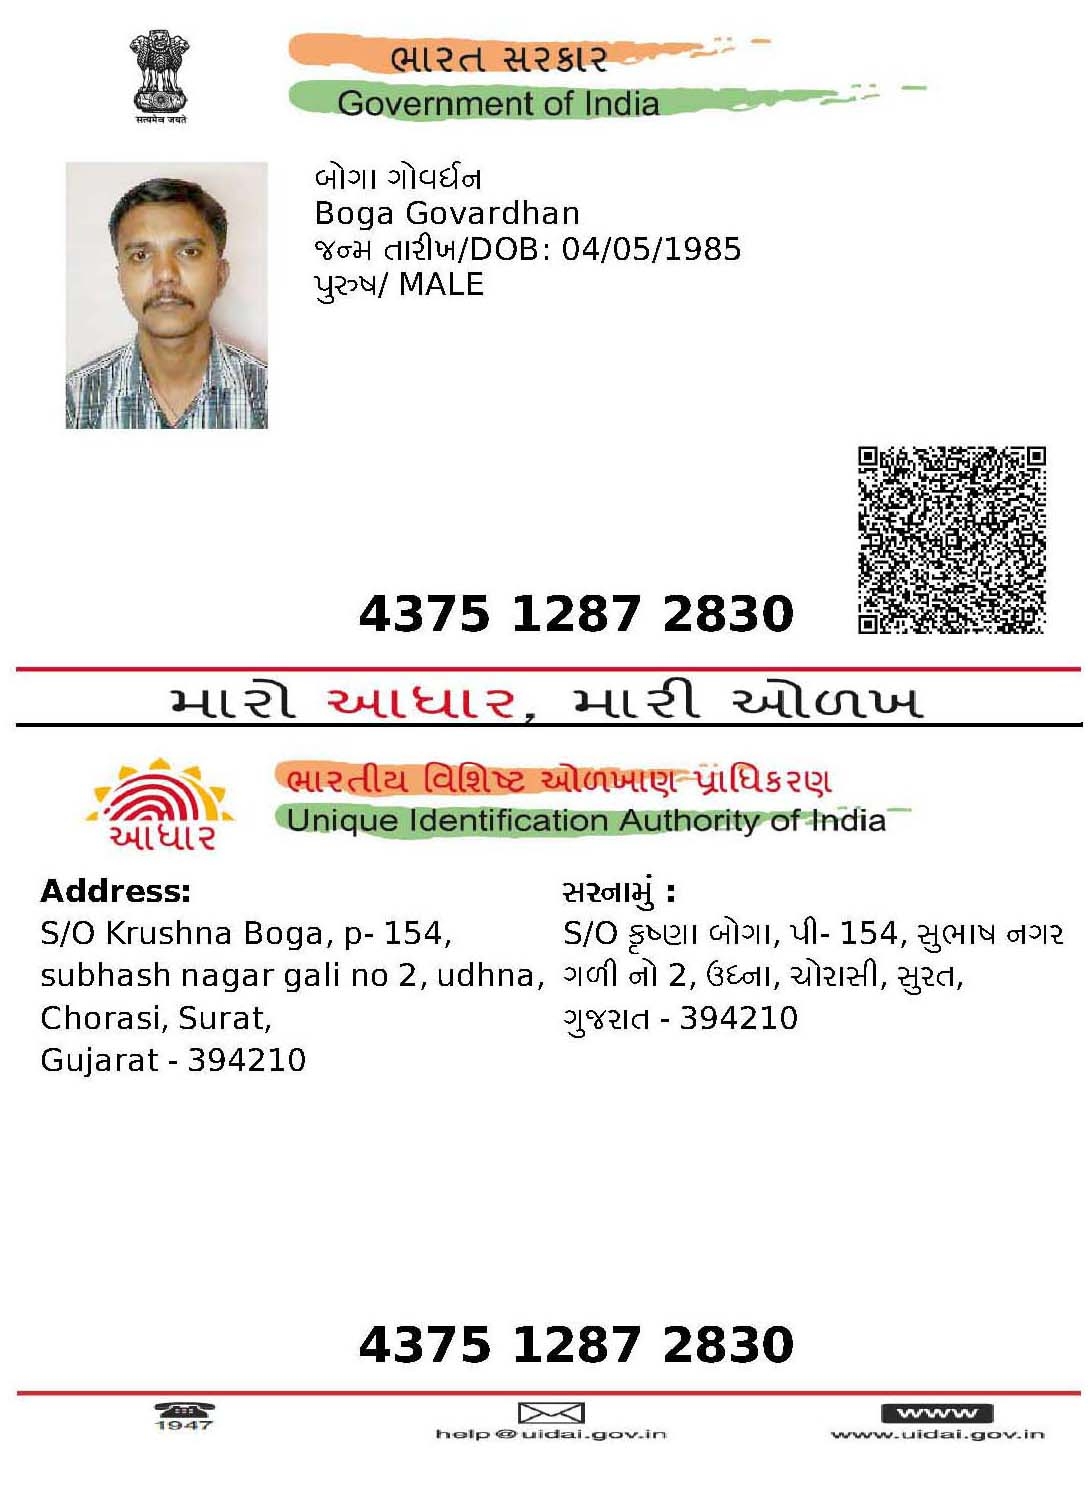 सत्यमेव जयते
ભારત સરકાર
Government of India
બોગા ગોવર્ધન
Boga Govardhan
જન્મ તારીખ/DOB: 04/05/1985
પુરુષ/ MALE
4375 1287 2830
મારો આધાર, મારી ઓળખ
આધાર
ભારતીય વિશિષ્ટ ઓળખાણ પ્રાધિકરણ
Unique Identification Authority of India
Address:
S/O Krushna Boga, p- 154,
subhash nagar gali no 2, udhna,
Chorasi, Surat,
Gujarat - 394210
સરનામું :
S/O કૃષ્ણા બોગા, પી- 154, સુભાષ નગર
ગળી નો 2, ઉધ્ના, ચોરાસી, સુરત,
ગુજરાત - 394210
4375 1287 2830
1947
help@uidai.gov.in
www
www.uidai.gov.in